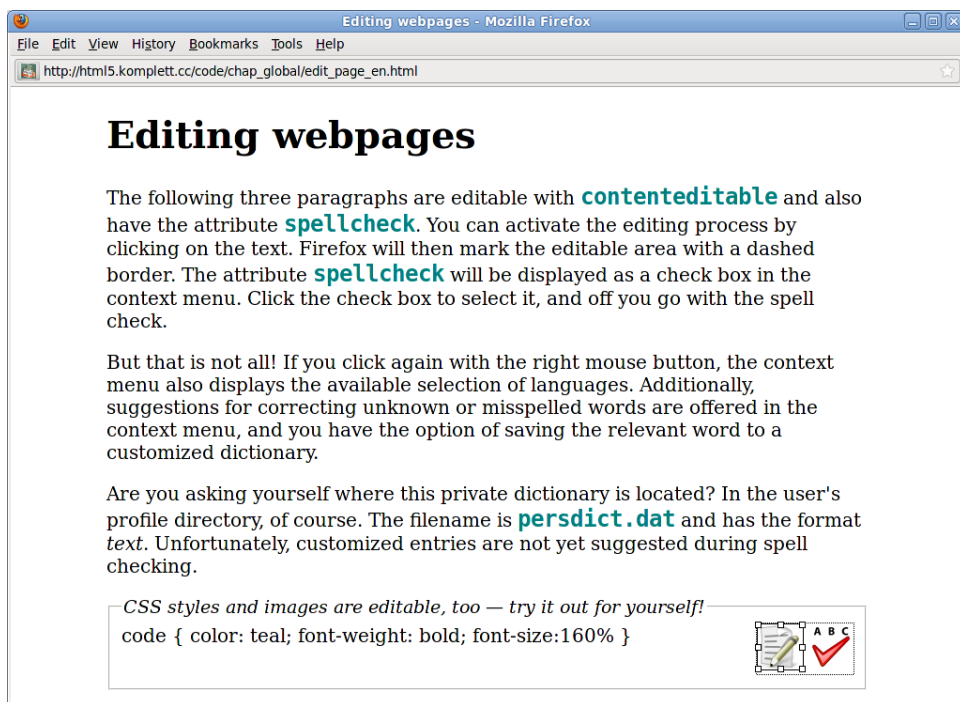 Editing webpages - Mozilla Firefox
File Edit View History Bookmarks Tools Help
http://html5.komplett.cc/code/chap_global/edit_page_en.html
Editing webpages
The following three paragraphs are editable with contenteditable and also
have the attribute spellcheck. You can activate the editing process by
clicking on the text. Firefox will then mark the editable area with a dashed
border. The attribute spellcheck will be displayed as a check box in the
context menu. Click the check box to select it, and off you go with the spell
check.
But that is not all! If you click again with the right mouse button, the context
menu also displays the available selection of languages. Additionally,
suggestions for correcting unknown or misspelled words are offered in the
context menu, and you have the option of saving the relevant word to a
customized dictionary.
Are you asking yourself where this private dictionary is located? In the user's
profile directory, of course. The filename is persdict.dat and has the format
text. Unfortunately, customized entries are not yet suggested during spell
checking.
CSS styles and images are editable, too — try it out for yourself!
code { color: teal; font-weight: bold; font-size:160% }
A B C